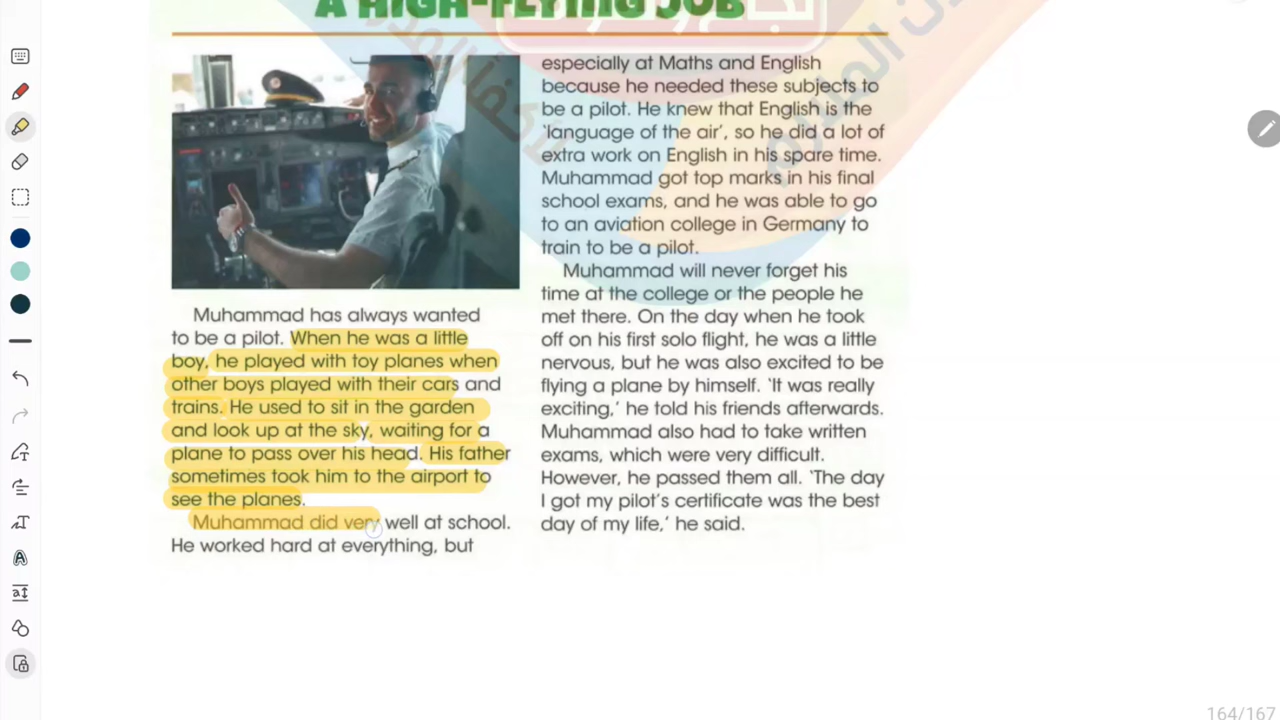 A HIGH-FLYING JOB
Muhammad has always wanted
to be a pilot. When he was a little
boy, he played with toy planes when
other boys played with their cars and
trains. He used to sit in the garden
and look up at the sky, waiting for a
plane to pass over his head. His father
sometimes took him to the airport to
see the planes.
Muhammad did very well at school.
He worked hard at everything, but
especially at Maths and English
because he needed these subjects to
be a pilot. He knew that English is the
'language of the air', so he did a lot of
extra work on English in his spare time.
Muhammad got top marks in his final
school exams, and he was able to go
to an aviation college in Germany to
train to be a pilot.
Muhammad will never forget his
time at the college or the people he
met there. On the day when he took
off on his first solo flight, he was a little
nervous, but he was also excited to be
flying a plane by himself. 'It was really
exciting,' he told his friends afterwards.
Muhammad also had to take written
exams, which were very difficult.
However, he passed them all. 'The day
I got my pilot's certificate was the best
day of my life,' he said.
164/167